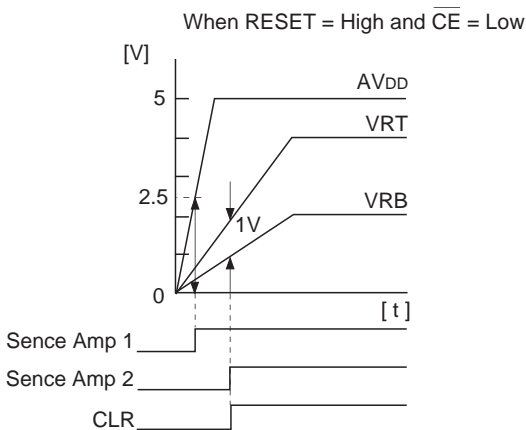 When RESET = High and C̅E̅ = Low
[V]
AVDD
5
VRT
2.5
VRB
1V
0
[ t ]
Sence Amp 1
Sence Amp 2
CLR